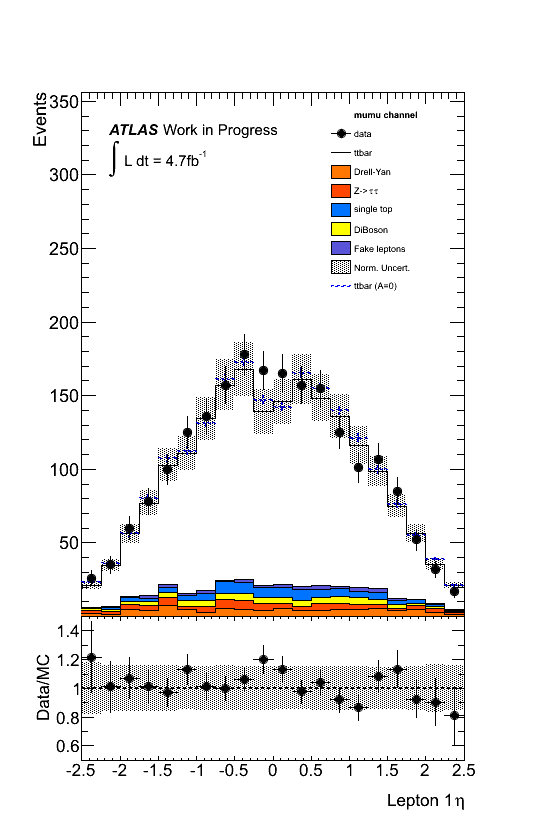 Events
350
300
250
200
150
100
50
ATLAS Work in Progress
∫ L dt = 4.7fb⁻¹
mumu channel
data
ttbar
Drell-Yan
Z->ττ
single top
DiBoson
Fake leptons
Norm. Uncert.
ttbar (A=0)
Data/MC
1.4
1.2
1
0.8
0.6
-2.5 -2 -1.5 -1 -0.5 0 0.5 1 1.5 2 2.5
Lepton 1 η